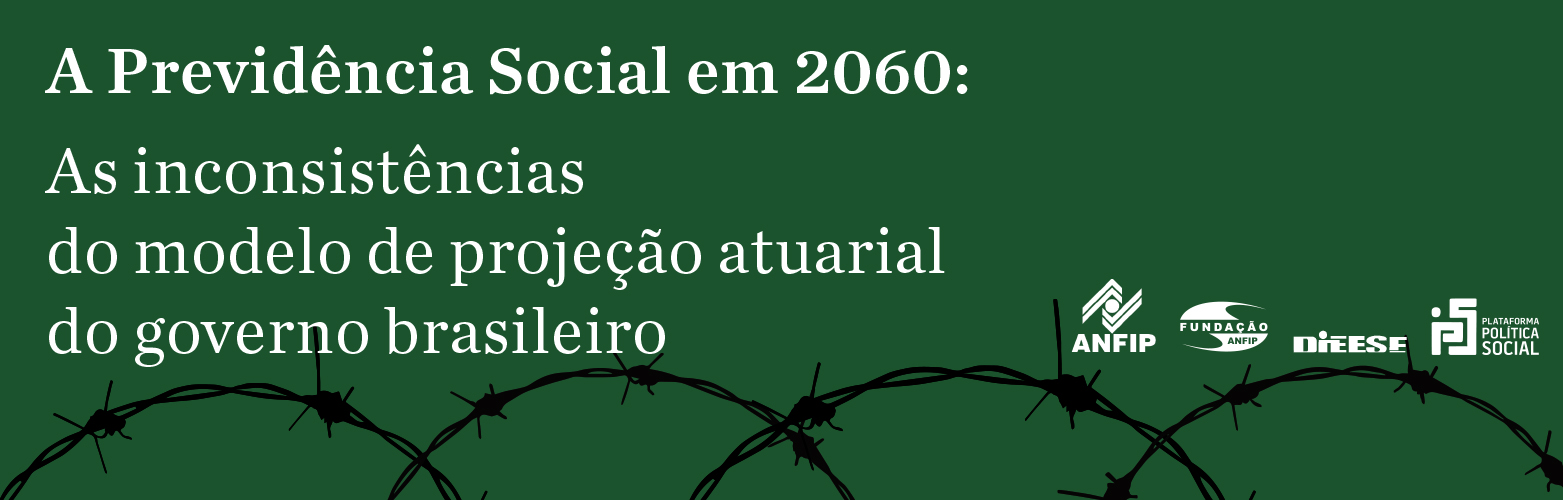 A Previdência Social em 2060:
As inconsistências
do modelo de projeção atuarial
do governo brasileiro
ANFIP
FUNDAÇÃO
ANFIP
DIEESE
PS
PLATAFORMA
POLÍTICA
SOCIAL